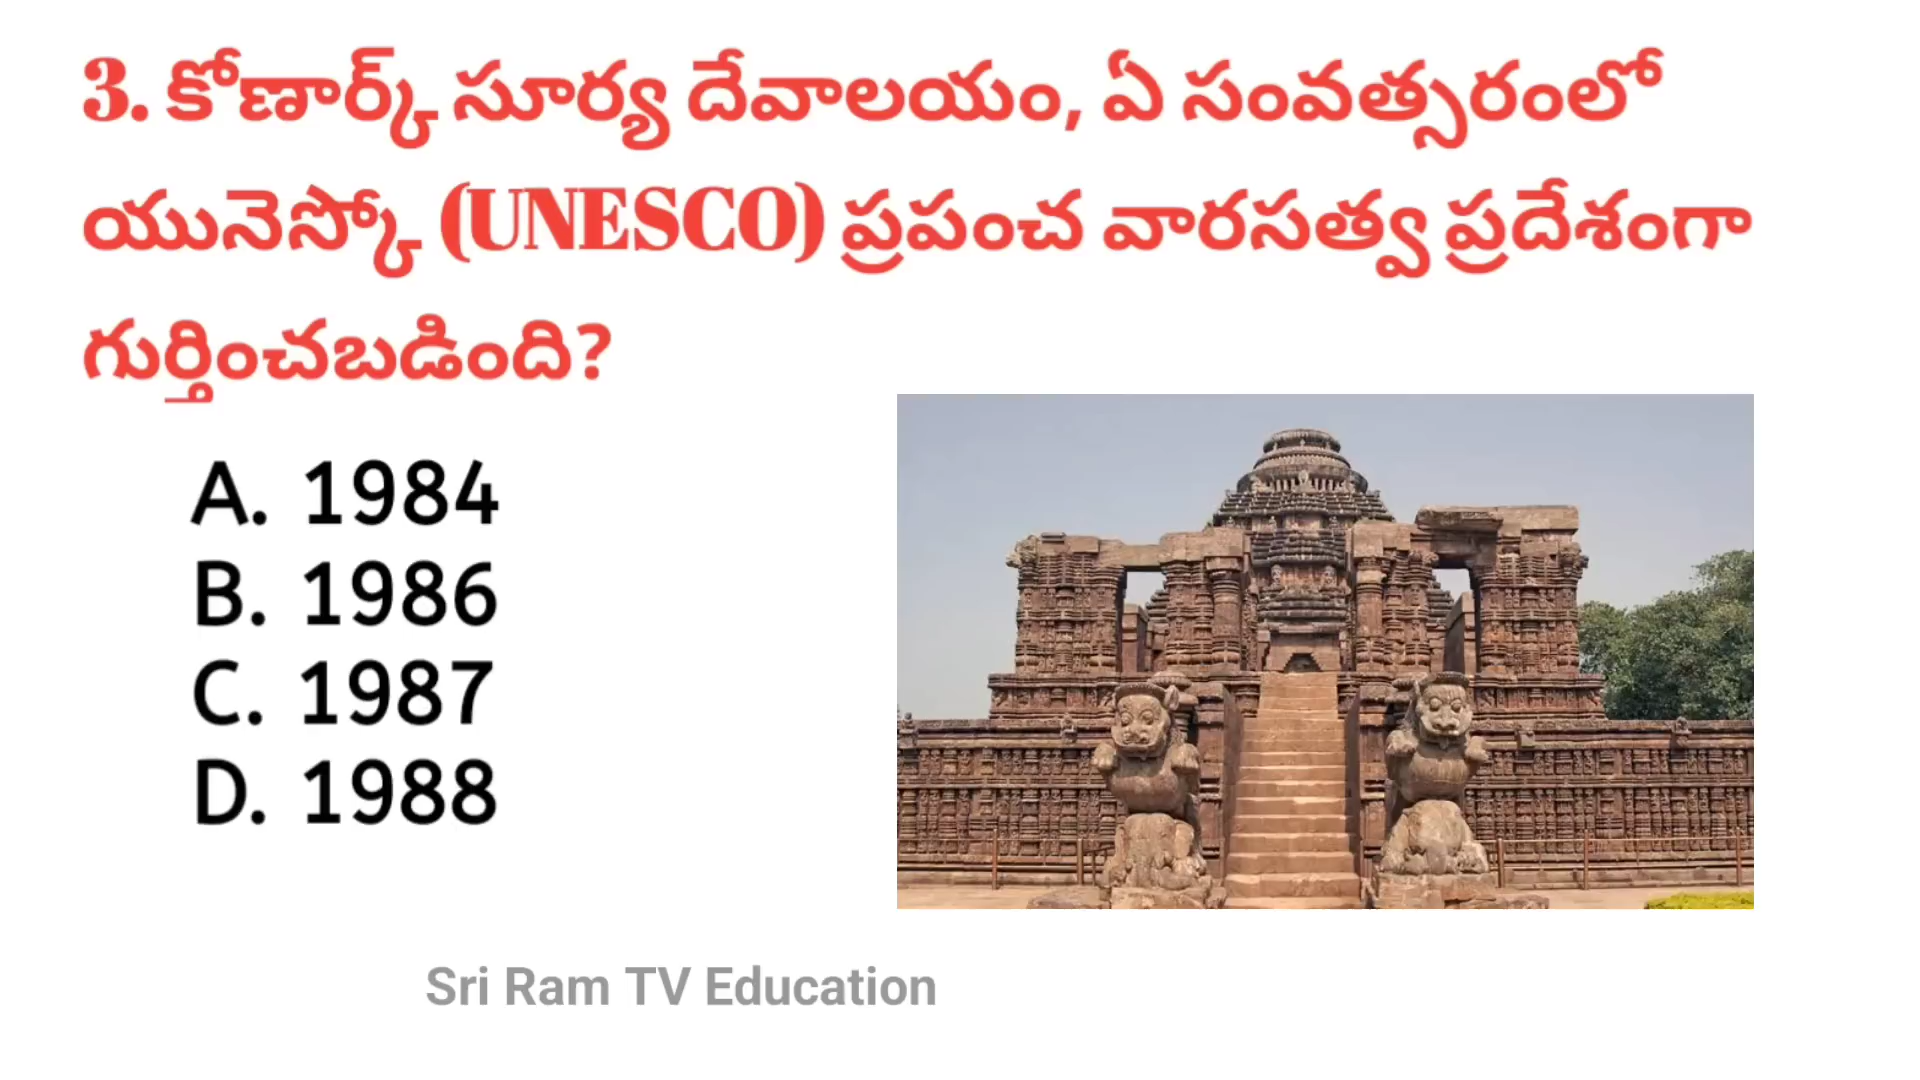 3. కోణార్క్ సూర్య దేవాలయం, ఏ సంవత్సరంలో
యునెస్కో (UNESCO) ప్రపంచ వారసత్వ ప్రదేశంగా
గుర్తించబడింది?
A. 1984
B. 1986
C. 1987
D. 1988
Sri Ram TV Education